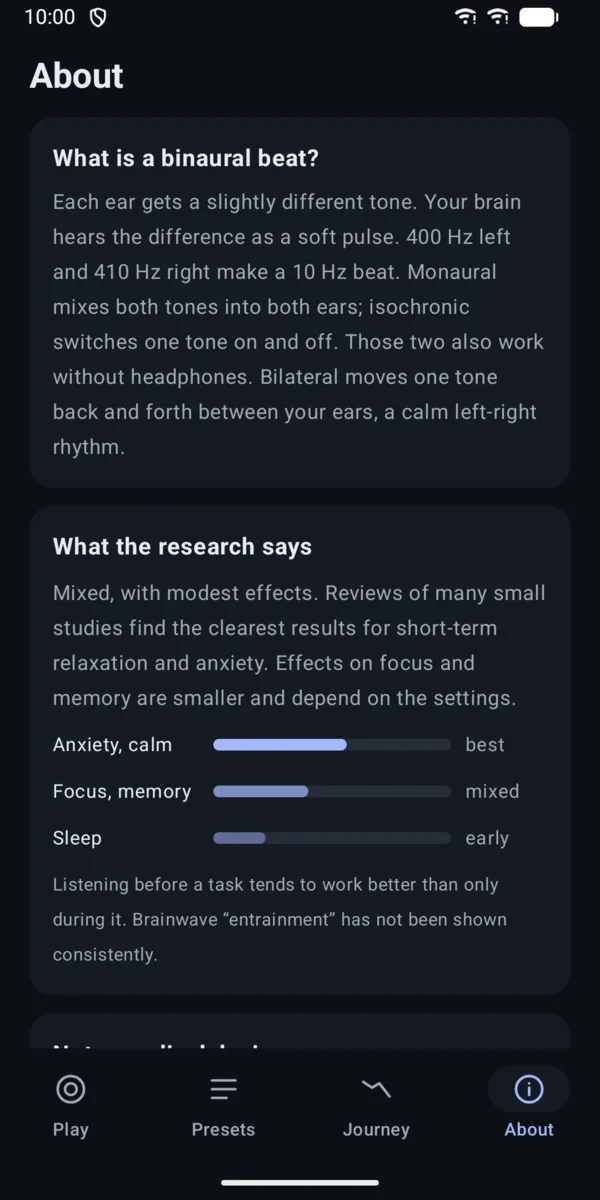 10:00
About
What is a binaural beat?
Each ear gets a slightly different tone. Your brain
hears the difference as a soft pulse. 400 Hz left
and 410 Hz right make a 10 Hz beat. Monaural
mixes both tones into both ears; isochronic
switches one tone on and off. Those two also work
without headphones. Bilateral moves one tone
back and forth between your ears, a calm left-right
rhythm.
What the research says
Mixed, with modest effects. Reviews of many small
studies find the clearest results for short-term
relaxation and anxiety. Effects on focus and
memory are smaller and depend on the settings.
Anxiety, calm best
Focus, memory mixed
Sleep early
Listening before a task tends to work better than only
during it. Brainwave “entrainment” has not been shown
consistently.
Play Presets Journey About